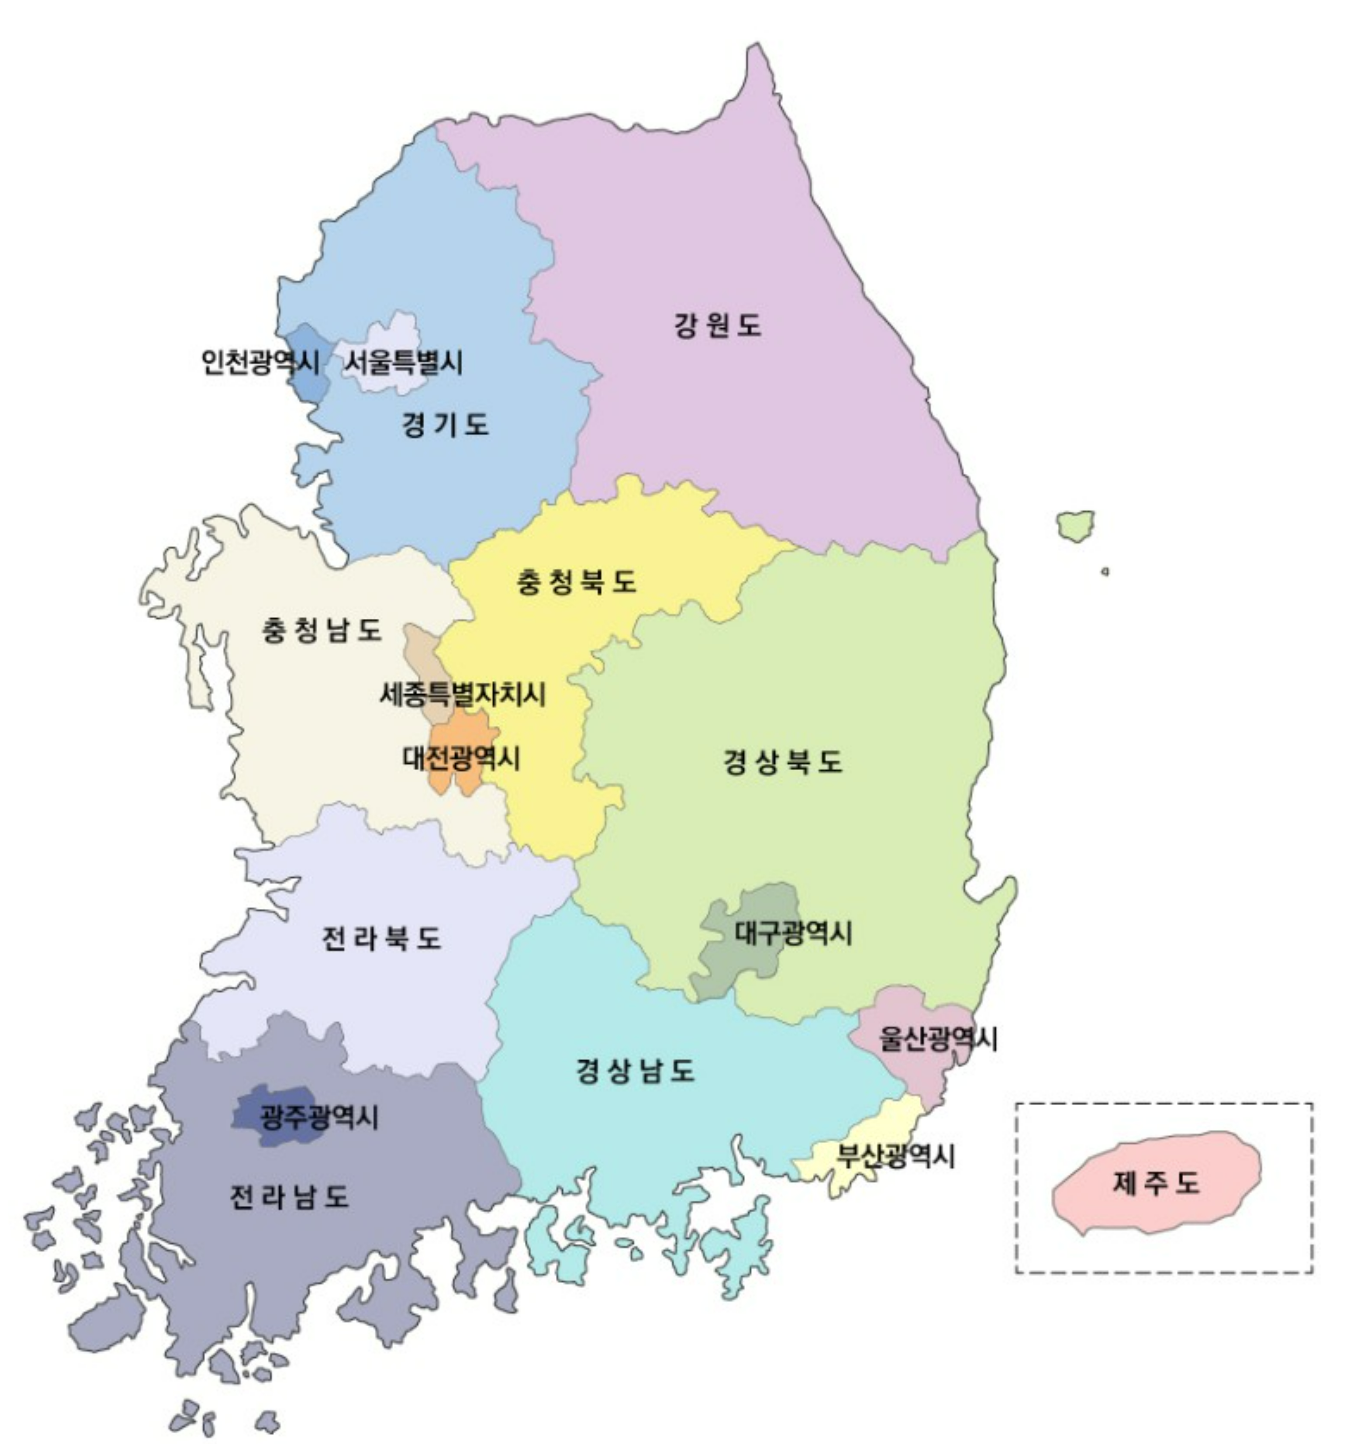 강 원 도
인천광역시
서울특별시
경 기 도
충 청 북 도
충 청 남 도
세종특별자치시
대전광역시
경 상 북 도
대구광역시
전 라 북 도
울산광역시
경 상 남 도
광주광역시
부산광역시
제 주 도
전 라 남 도